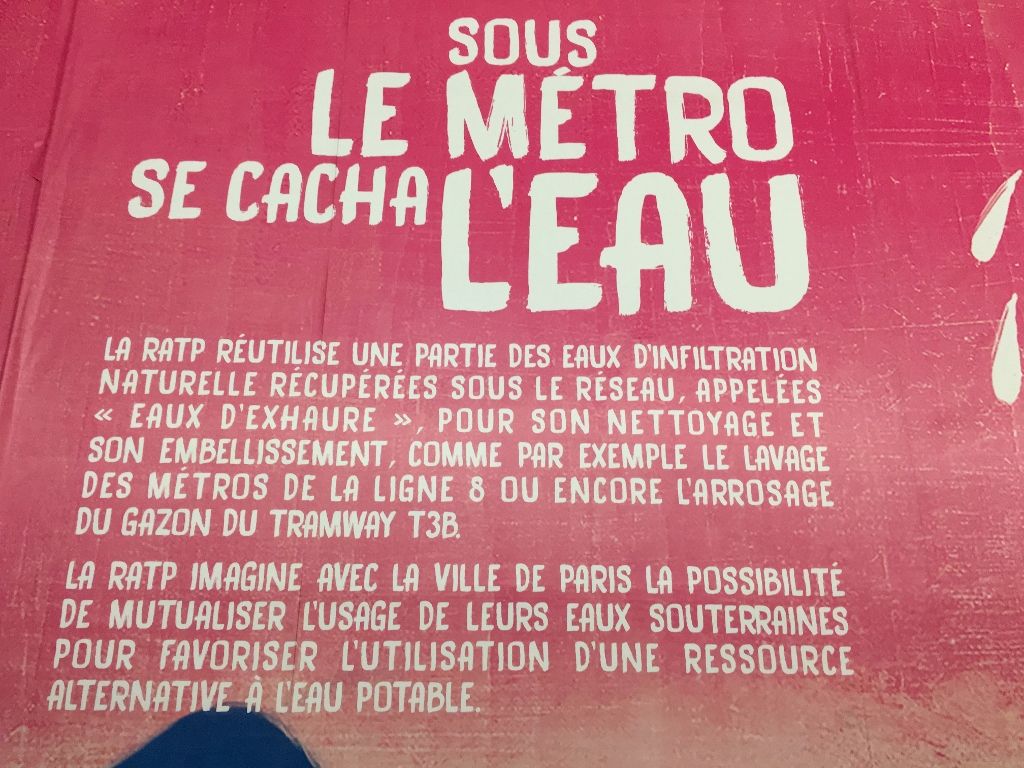 SOUS
LE MÉTRO
SE CACHA L'EAU
LA RATP RÉUTILISE UNE PARTIE DES EAUX D'INFILTRATION
NATURELLE RÉCUPÉRÉES SOUS LE RÉSEAU, APPELÉES
« EAUX D'EXHAURE », POUR SON NETTOYAGE ET
SON EMBELLISSEMENT, COMME PAR EXEMPLE LE LAVAGE
DES MÉTROS DE LA LIGNE 8 OU ENCORE L'ARROSAGE
DU GAZON DU TRAMWAY T3B.
LA RATP IMAGINE AVEC LA VILLE DE PARIS LA POSSIBILITÉ
DE MUTUALISER L'USAGE DE LEURS EAUX SOUTERRAINES
POUR FAVORISER L'UTILISATION D'UNE RESSOURCE
ALTERNATIVE À L'EAU POTABLE.